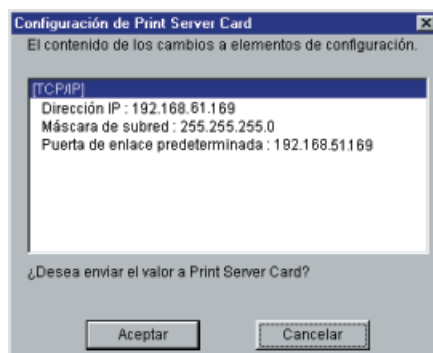 Configuración de Print Server Card
El contenido de los cambios a elementos de configuración.
[TCP/IP]
Dirección IP : 192.168.61.169
Máscara de subred : 255.255.255.0
Puerta de enlace predeterminada : 192.168.51.169
¿Desea enviar el valor a Print Server Card?
Aceptar
Cancelar